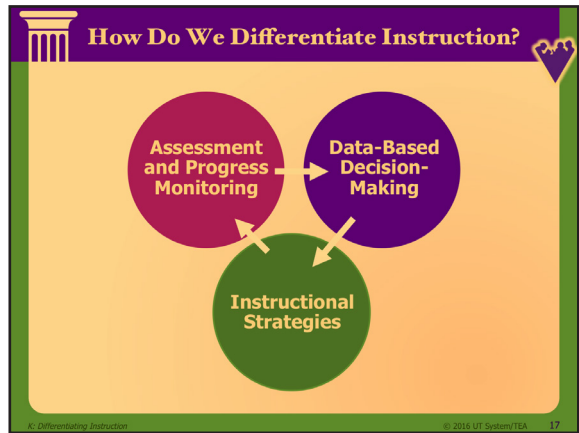 How Do We Differentiate Instruction?
Assessment
and Progress
Monitoring
Data-Based
Decision-
Making
Instructional
Strategies
K: Differentiating Instruction
© 2016 UT System/TEA
17